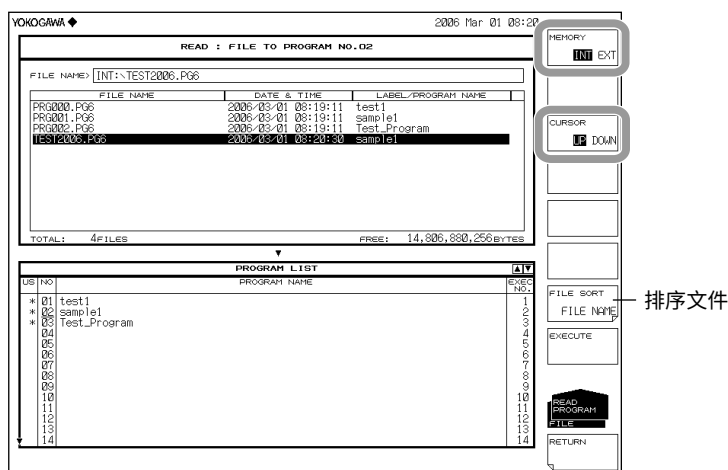 YOKOGAWA ◆ 2006 Mar 01 08:20
READ : FILE TO PROGRAM NO.02
FILE NAME> INT:\TEST2006.PG6
FILE NAME DATE & TIME LABEL/PROGRAM NAME
PRG000.PG6 2006/03/01 08:19:11 test1
PRG001.PG6 2006/03/01 08:19:11 sample1
PRG002.PG6 2006/03/01 08:19:11 Test_Program
TEST2006.PG6 2006/03/01 08:20:30 sample1
TOTAL: 4FILES FREE: 14,806,880,256 BYTES
▼
PROGRAM LIST ▲▼
US NO PROGRAM NAME EXEC NO.
* 01 test1 1
* 02 sample1 2
* 03 Test_Program 3
04 4
05 5
06 6
07 7
08 8
09 9
10 10
11 11
12 12
13 13
14 14
MEMORY
INT EXT
CURSOR
UP DOWN
FILE SORT
FILE NAME
排序文件
EXECUTE
READ
PROGRAM
FILE
RETURN